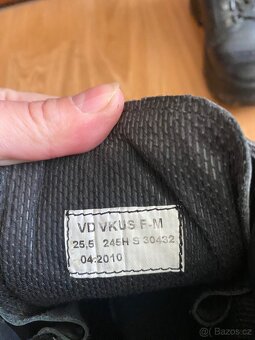 VD VKUS F-M
25,5 245H S 30432
04.2010
Bazos.cz